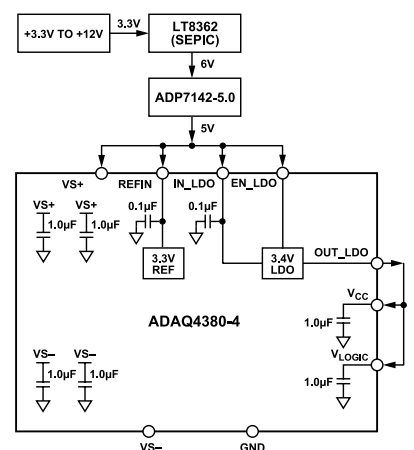 +3.3V TO +12V
3.3V
LT8362
(SEPIC)
6V
ADP7142-5.0
5V
VS+
REFIN
IN_LDO
EN_LDO
VS+
VS+
1.0µF
1.0µF
0.1µF
0.1µF
3.3V
REF
3.4V
LDO
OUT_LDO
VCC
1.0µF
ADAQ4380-4
VLOGIC
1.0µF
VS–
VS–
1.0µF
1.0µF
VS–
GND